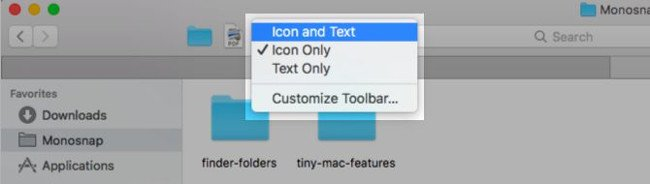 Monosnap
Icon and Text
PDF
Icon Only
Search
Text Only
Favorites
Customize Toolbar...
Downloads
Monosnap
Applications
finder-folders
tiny-mac-features